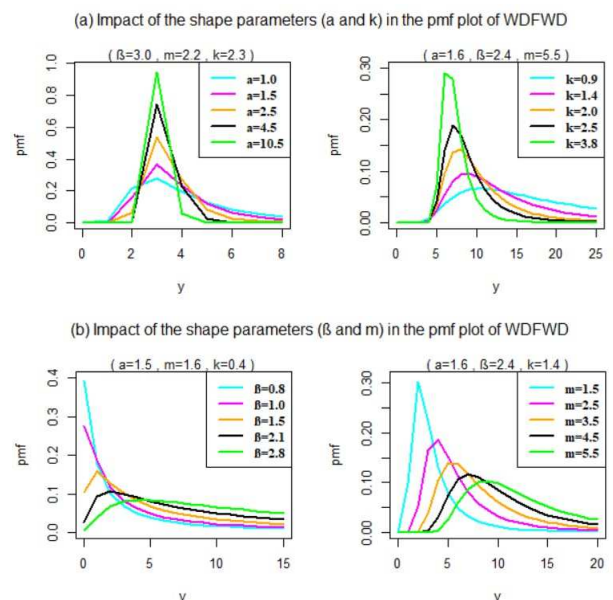 (a) Impact of the shape parameters (a and k) in the pmf plot of WDFWD
( ß=3.0 , m=2.2 , k=2.3 )
pmf
1.0
0.8
0.6
0.4
0.2
0.0
a=1.0
a=1.5
a=2.5
a=4.5
a=10.5
0 2 4 6 8
y
( a=1.6 , ß=2.4 , m=5.5 )
pmf
0.30
0.20
0.10
0.00
k=0.9
k=1.4
k=2.0
k=2.5
k=3.8
0 5 10 15 20 25
y
(b) Impact of the shape parameters (ß and m) in the pmf plot of WDFWD
( a=1.5 , m=1.6 , k=0.4 )
pmf
0.4
0.3
0.2
0.1
0.0
ß=0.8
ß=1.0
ß=1.5
ß=2.1
ß=2.8
0 5 10 15
y
( a=1.6 , ß=2.4 , k=1.4 )
pmf
0.30
0.20
0.10
0.00
m=1.5
m=2.5
m=3.5
m=4.5
m=5.5
0 5 10 15 20
y